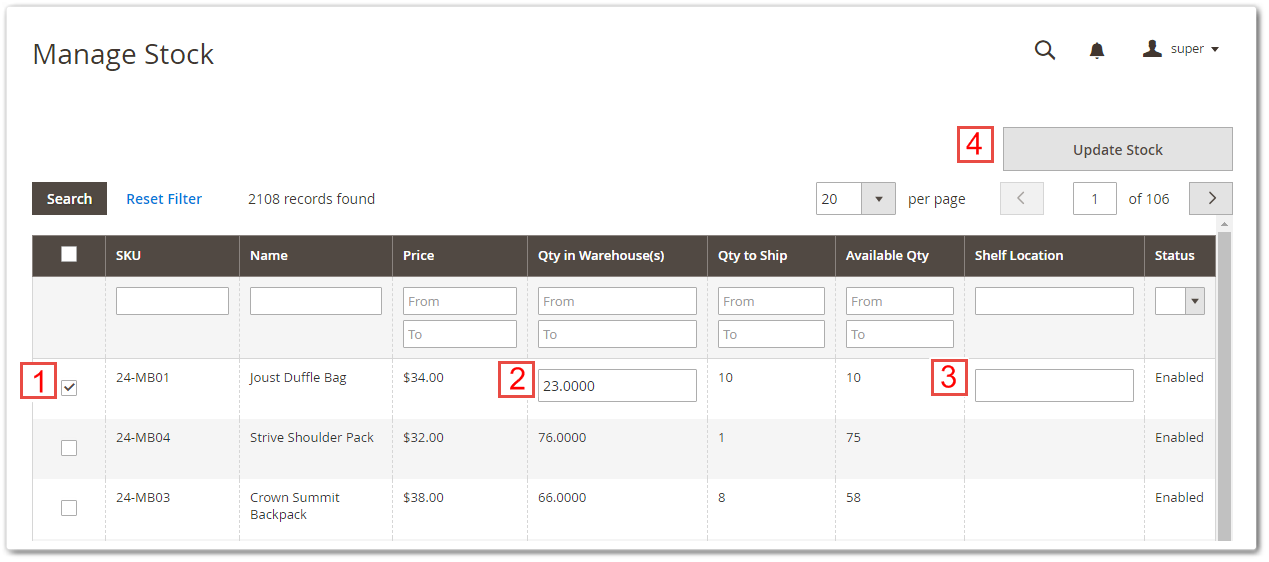 Manage Stock
super
4
Update Stock
Search Reset Filter 2108 records found 20 per page 1 of 106
SKU Name Price Qty in Warehouse(s) Qty to Ship Available Qty Shelf Location Status
From From From From
To To To To
1 24-MB01 Joust Duffle Bag $34.00 2 23.0000 10 10 3 Enabled
24-MB04 Strive Shoulder Pack $32.00 76.0000 1 75 Enabled
24-MB03 Crown Summit $38.00 66.0000 8 58 Enabled
Backpack